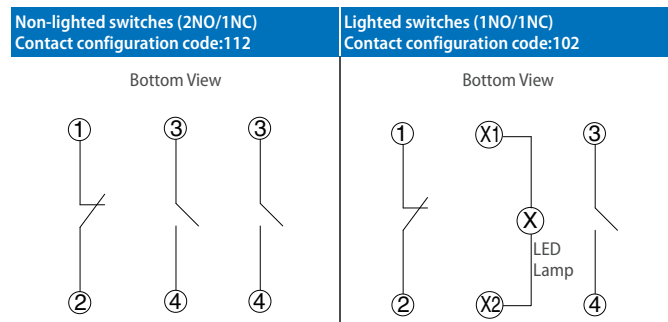 Non-lighted switches (2NO/1NC)
Contact configuration code:112
Lighted switches (1NO/1NC)
Contact configuration code:102
Bottom View
1
3
3
2
4
4
Bottom View
1
X1
3
X
LED
Lamp
2
X2
4